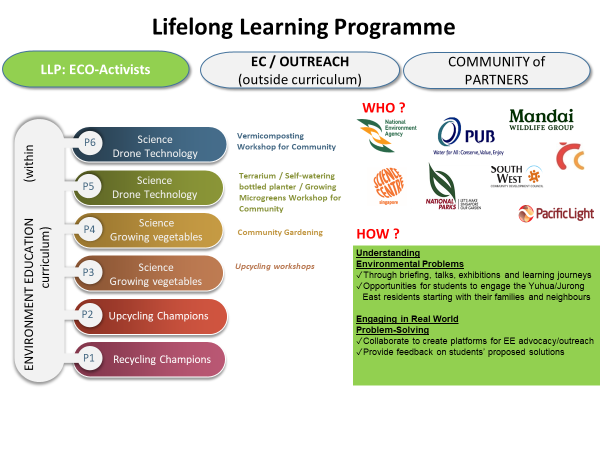 Lifelong Learning Programme
LLP: ECO-Activists
EC / OUTREACH
(outside curriculum)
COMMUNITY of
PARTNERS
ENVIRONMENT EDUCATION (within
curriculum)
P6
Science
Drone Technology
P5
Science
Drone Technology
P4
Science
Growing vegetables
P3
Science
Growing vegetables
P2
Upcycling Champions
P1
Recycling Champions
Vermicomposting
Workshop for Community
Terrarium / Self-watering
bottled planter / Growing
Microgreens Workshop for
Community
Community Gardening
Upcycling workshops
WHO ?
National
Environment
Agency
PUB
Water for All: Conserve, Value, Enjoy
Mandai
WILDLIFE GROUP
SCIENCE
CENTRE
singapore
NATIONAL
PARKS
LET'S MAKE
SINGAPORE
OUR GARDEN
SOUTH
WEST
COMMUNITY DEVELOPMENT COUNCIL
PacificLight
HOW ?
Understanding
Environmental Problems
✓Through briefing, talks, exhibitions and learning journeys
✓Opportunities for students to engage the Yuhua/Jurong
East residents starting with their families and neighbours
Engaging in Real World
Problem-Solving
✓Collaborate to create platforms for EE advocacy/outreach
✓Provide feedback on students' proposed solutions